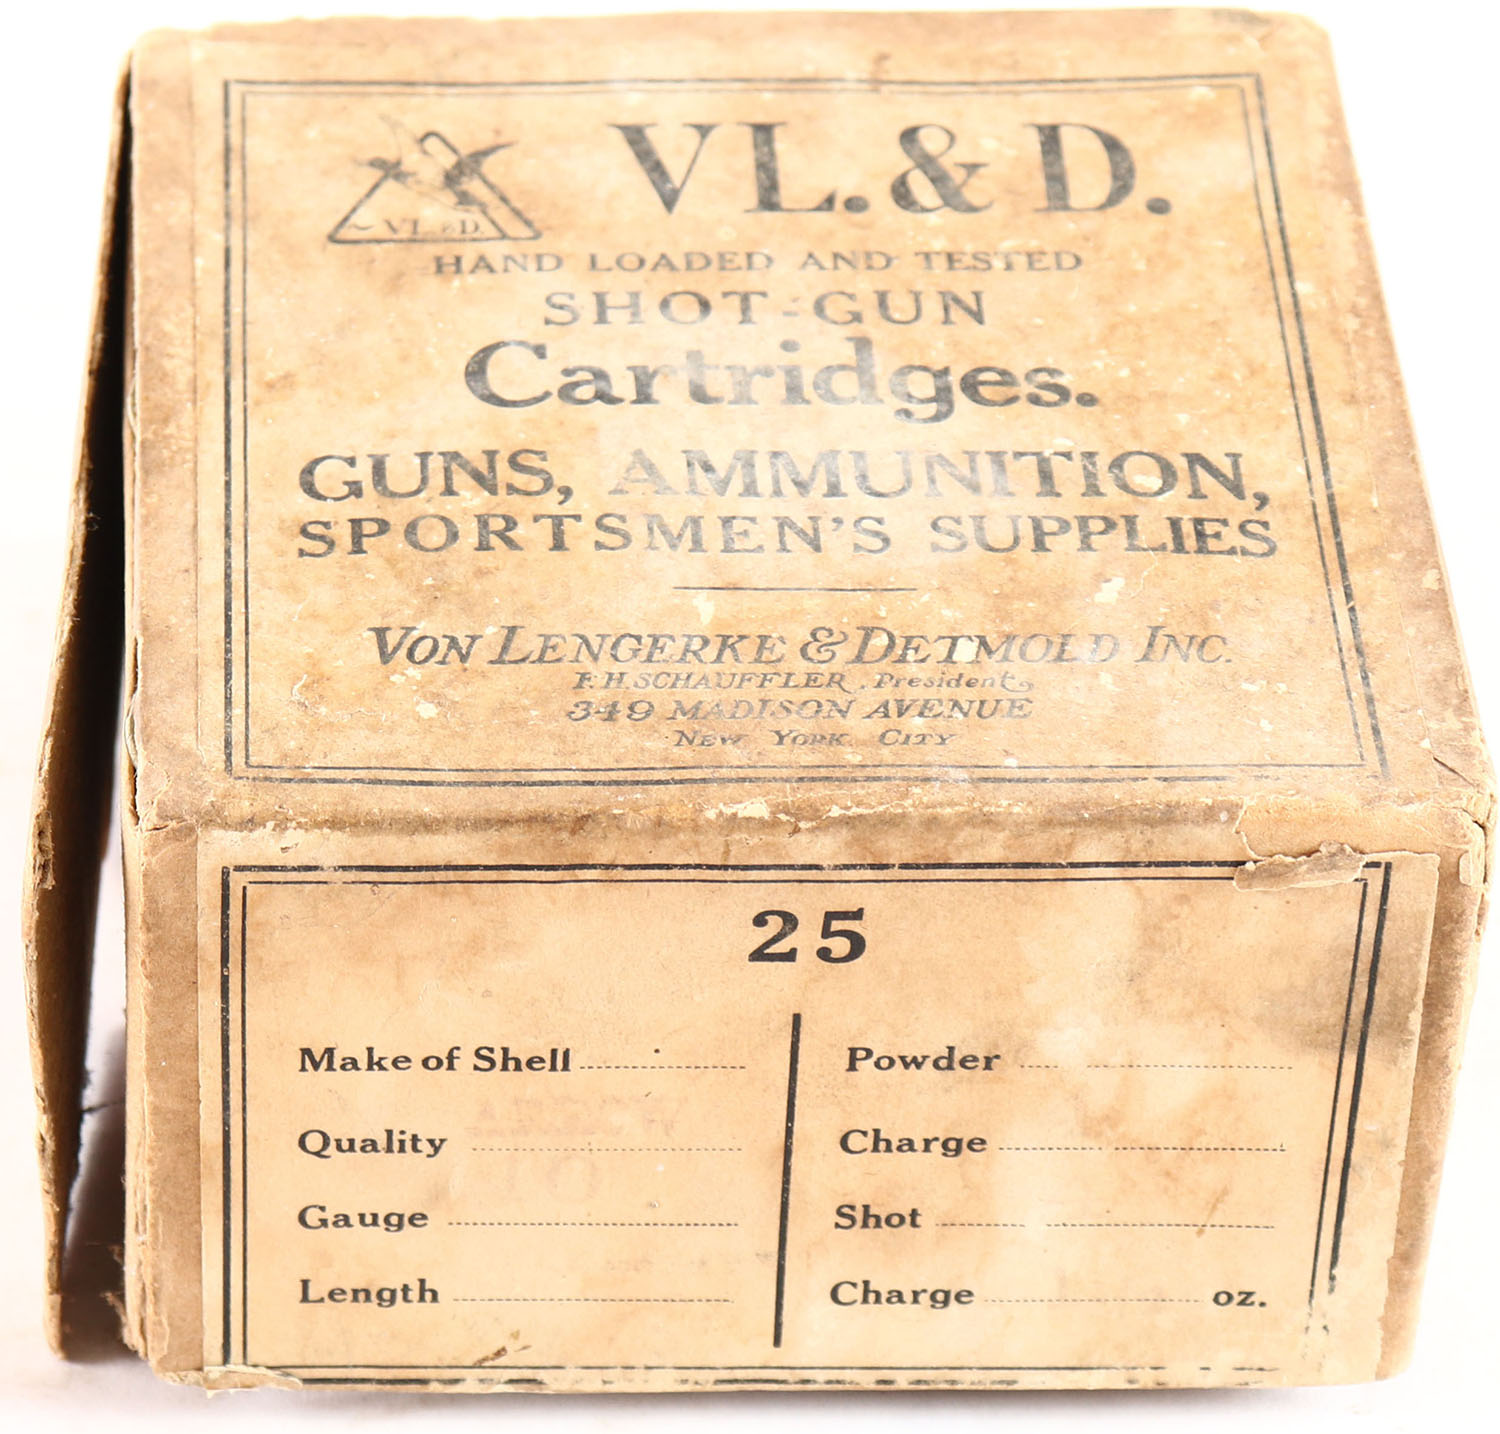 VL. & D.
~ VL. & D.
HAND LOADED AND TESTED
SHOT-GUN
Cartridges.
GUNS, AMMUNITION,
SPORTSMEN'S SUPPLIES
VON LENGERKE & DETMOLD INC.
F. H. SCHAUFFLER, President,
349 MADISON AVENUE
NEW YORK CITY
25
Make of Shell
Quality
Gauge
Length
Powder
Charge
Shot
Charge oz.